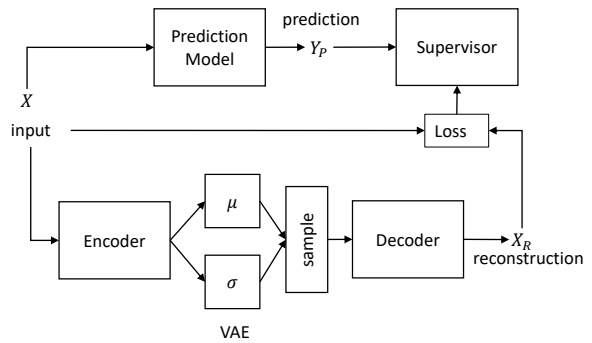 prediction
Prediction
Model
Y_P
Supervisor
X
input
Loss
μ
Encoder
sample
Decoder
X_R
reconstruction
σ
VAE